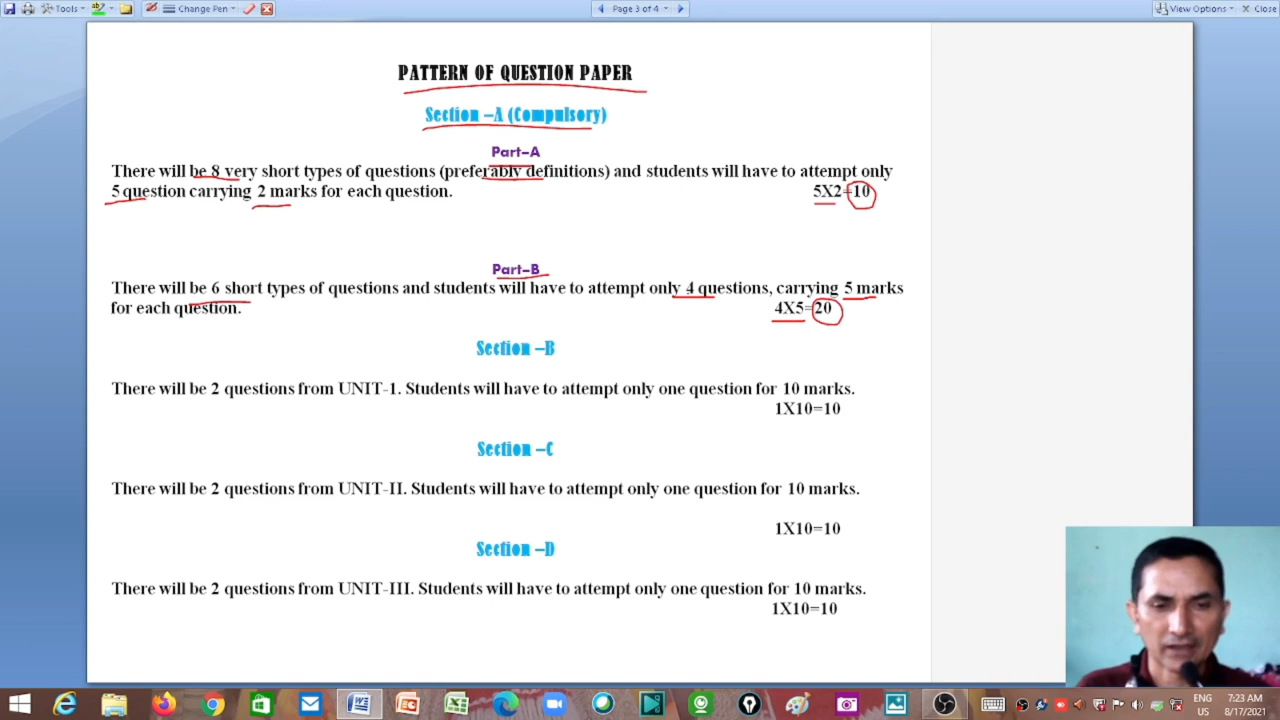 Tools
Change Pen
Page 3 of 4
View Options
Close
PATTERN OF QUESTION PAPER
Section –A (Compulsory)
Part–A
There will be 8 very short types of questions (preferably definitions) and students will have to attempt only
5 question carrying 2 marks for each question. 5X2=10
Part–B
There will be 6 short types of questions and students will have to attempt only 4 questions, carrying 5 marks
for each question. 4X5=20
Section –B
There will be 2 questions from UNIT-1. Students will have to attempt only one question for 10 marks.
1X10=10
Section –C
There will be 2 questions from UNIT-II. Students will have to attempt only one question for 10 marks.
1X10=10
Section –D
There will be 2 questions from UNIT-III. Students will have to attempt only one question for 10 marks.
1X10=10
ENG 7:23 AM
US 8/17/2021